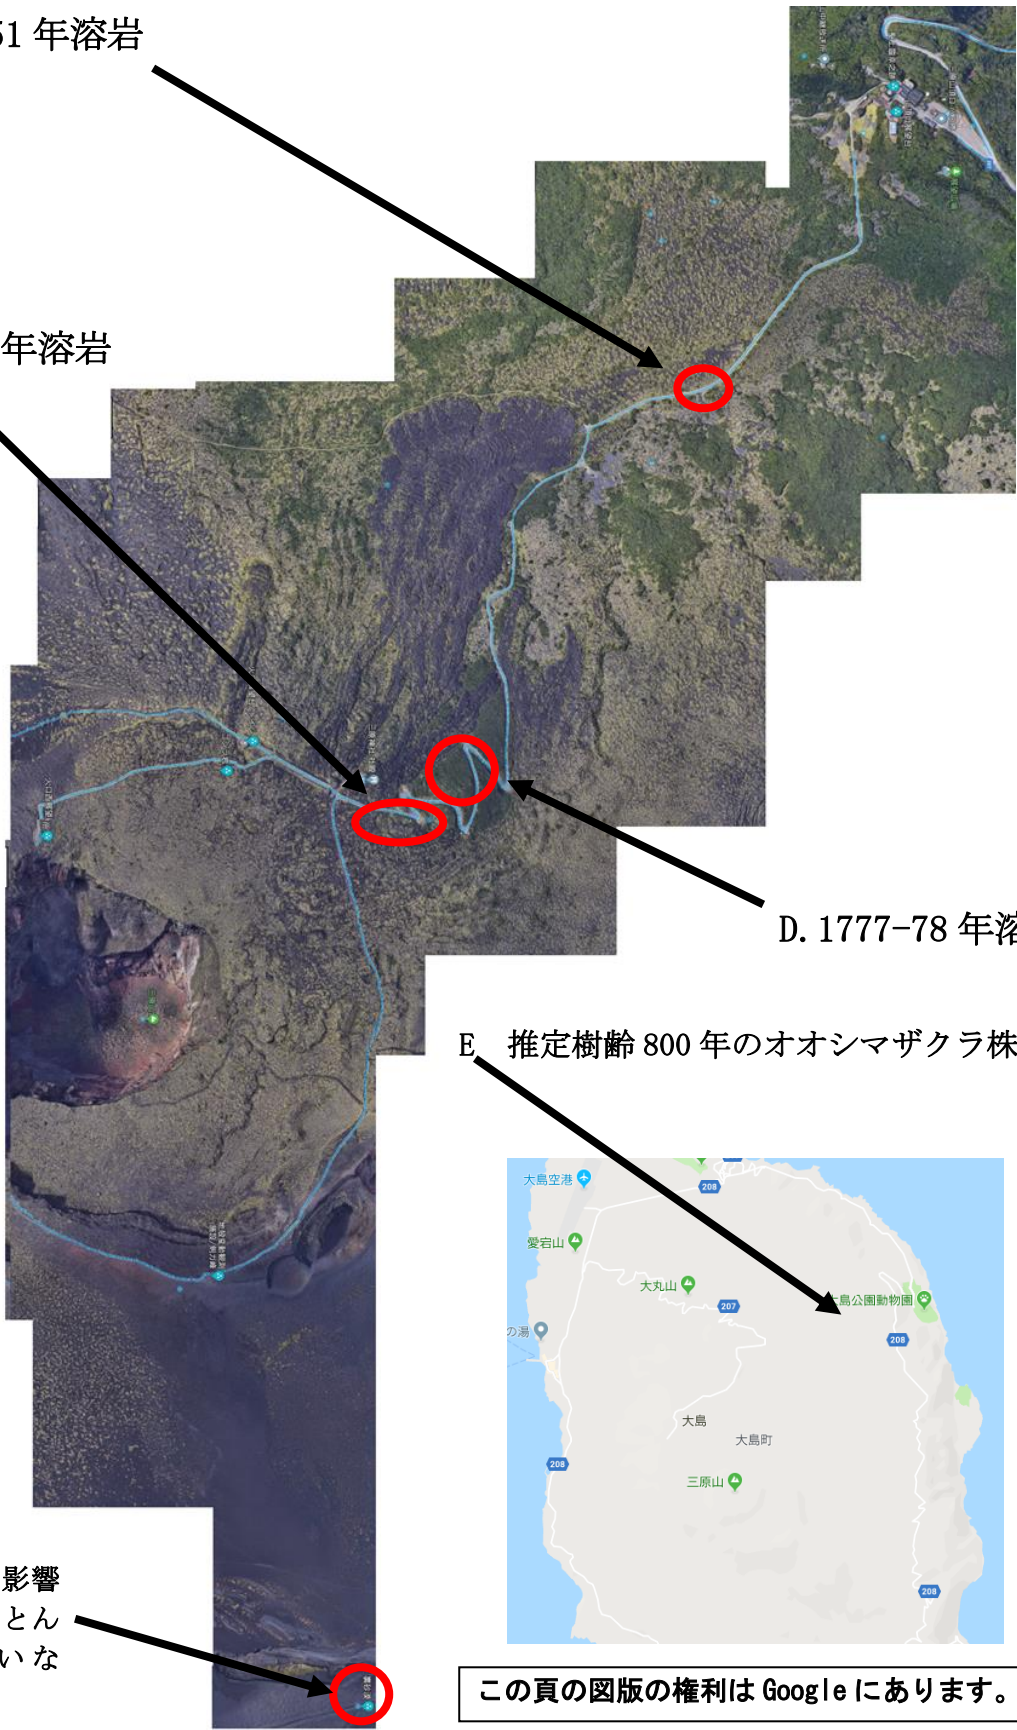 51 年溶岩
年溶岩
D. 1777-78 年溶
E 推定樹齢 800 年のオオシマザクラ株
大島空港
208
愛宕山
大丸山
207
大島公園動物園
の湯
208
大島
大島町
208
三原山
208
影響
とん
いな
この頁の図版の権利は Google にあります。